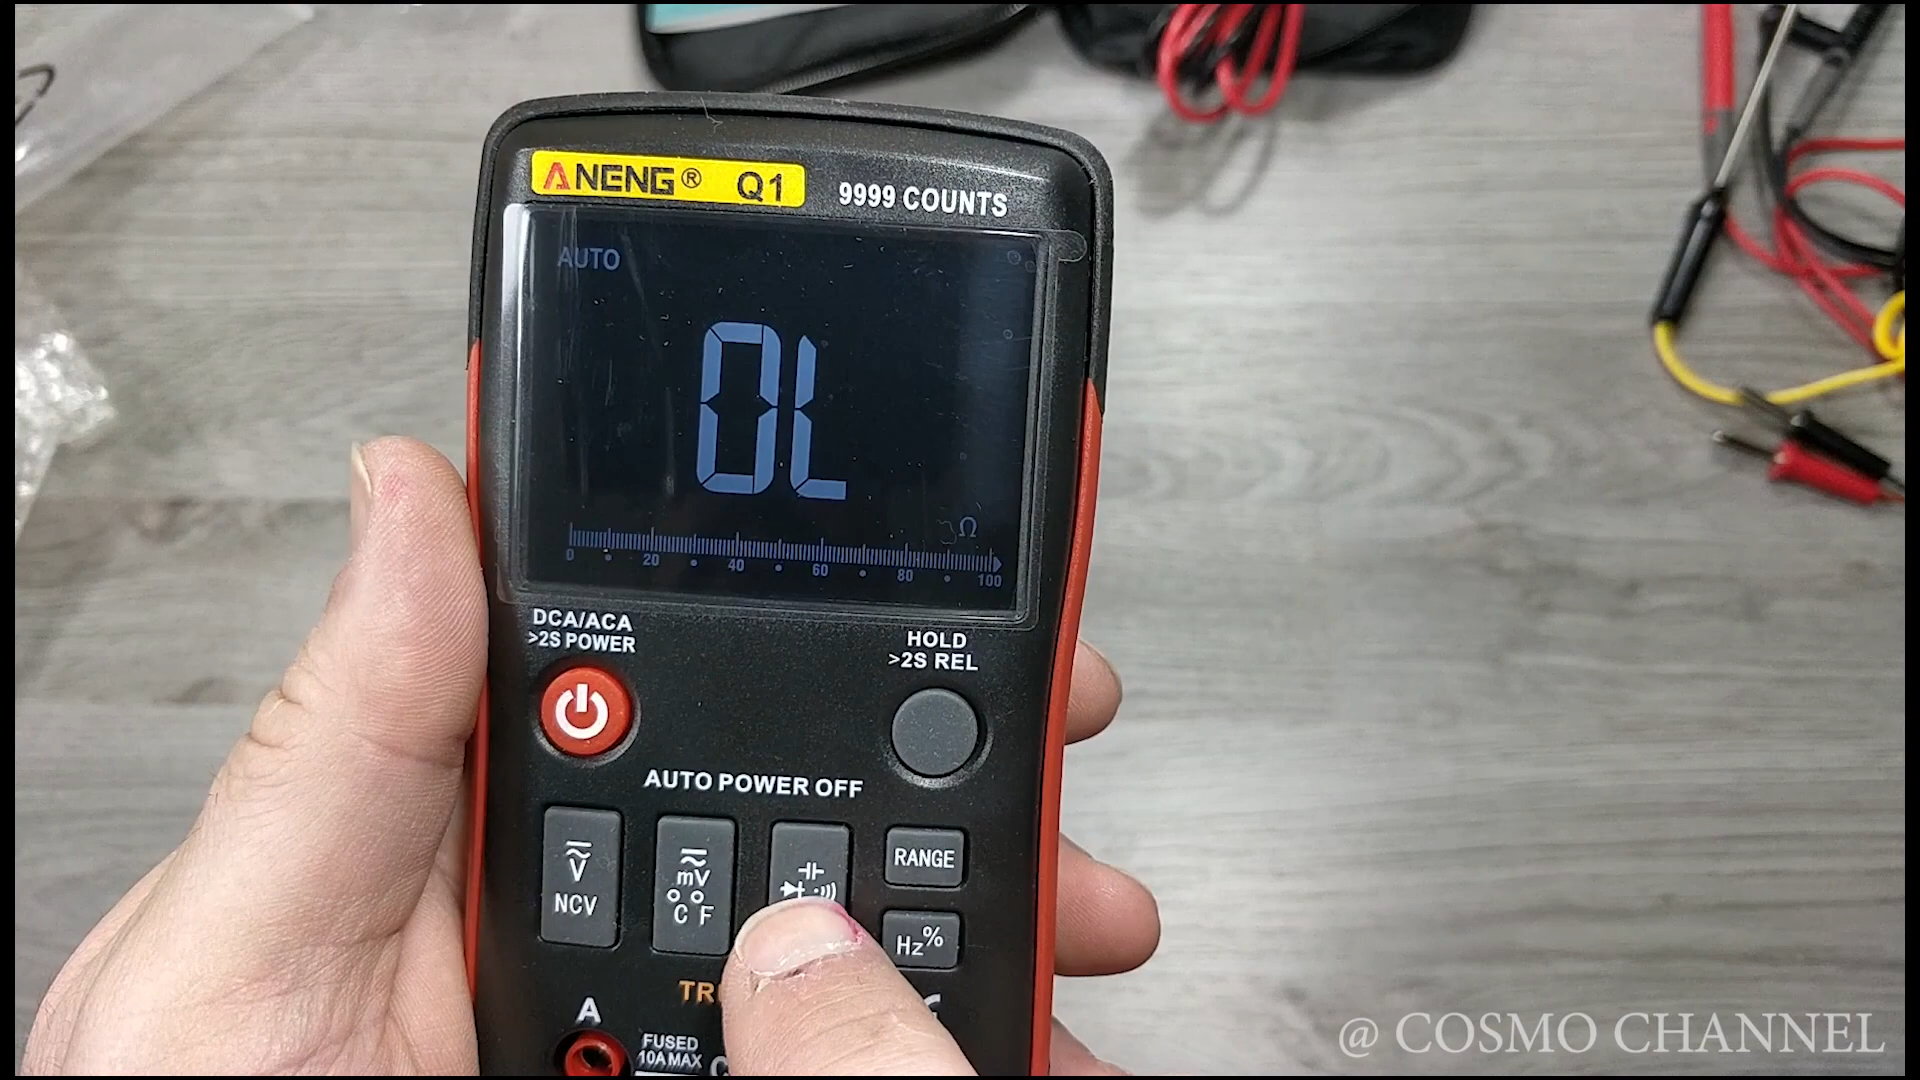 ANENG® Q1
9999 COUNTS
AUTO
OL
Ω
0 20 40 60 80 100
DCA/ACA
>2S POWER
HOLD
>2S REL
AUTO POWER OFF
V
NCV
mV
°C °F
RANGE
Hz%
A
FUSED
10A MAX
@ COSMO CHANNEL